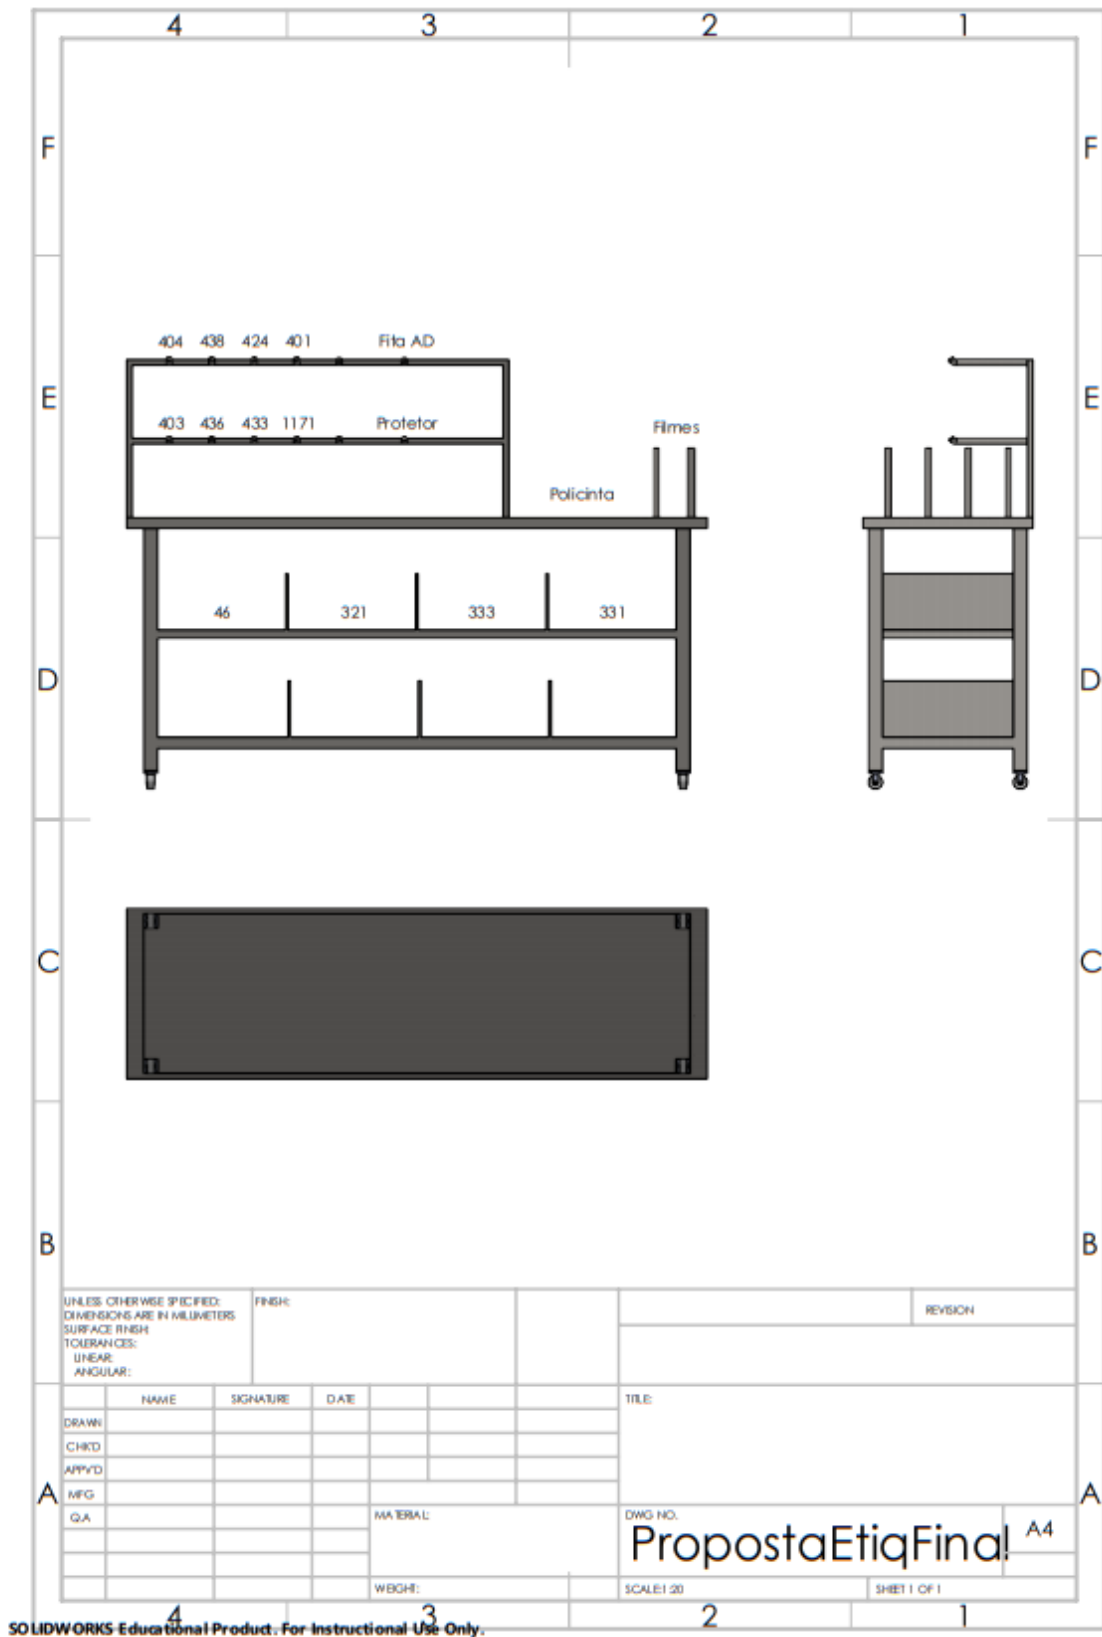 4 3 2 1
F F
404 438 424 401 Fita AD
E E
403 436 433 1171 Protetor
Filmes
Policinta
46 321 333 331
D D
C C
B B
UNLESS OTHERWISE SPECIFIED:
DIMENSIONS ARE IN MILLIMETERS
SURFACE FINISH:
TOLERANCES:
LINEAR:
ANGULAR:
FINISH:
REVISION
NAME SIGNATURE DATE
TITLE:
DRAWN
CHK'D
APPV'D
MFG
A A
Q.A
MATERIAL:
DWG NO.
PropostaEtiqFinal
A4
WEIGHT:
SCALE:1:20
SHEET 1 OF 1
4 3 2 1
SOLIDWORKS Educational Product. For Instructional Use Only.